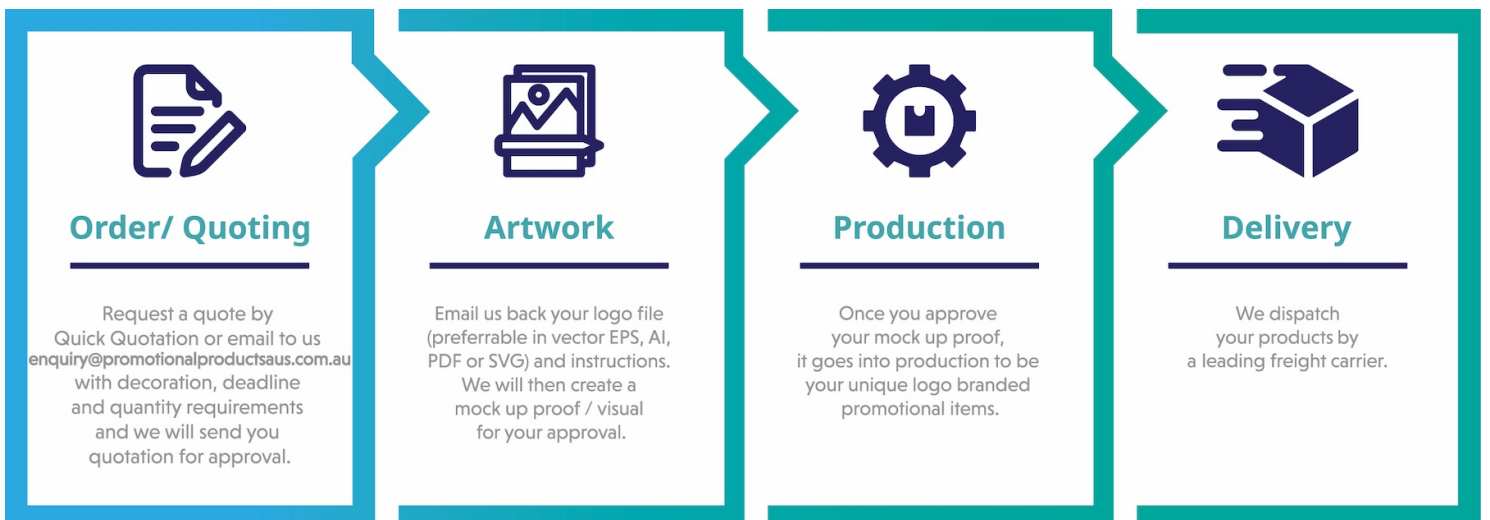 Order/ Quoting
Request a quote by
Quick Quotation or email to us
enquiry@promotionalproductsaus.com.au
with decoration, deadline
and quantity requirements
and we will send you
quotation for approval.
Artwork
Email us back your logo file
(preferrable in vector EPS, AI,
PDF or SVG) and instructions.
We will then create a
mock up proof / visual
for your approval.
Production
Once you approve
your mock up proof,
it goes into production to be
your unique logo branded
promotional items.
Delivery
We dispatch
your products by
a leading freight carrier.